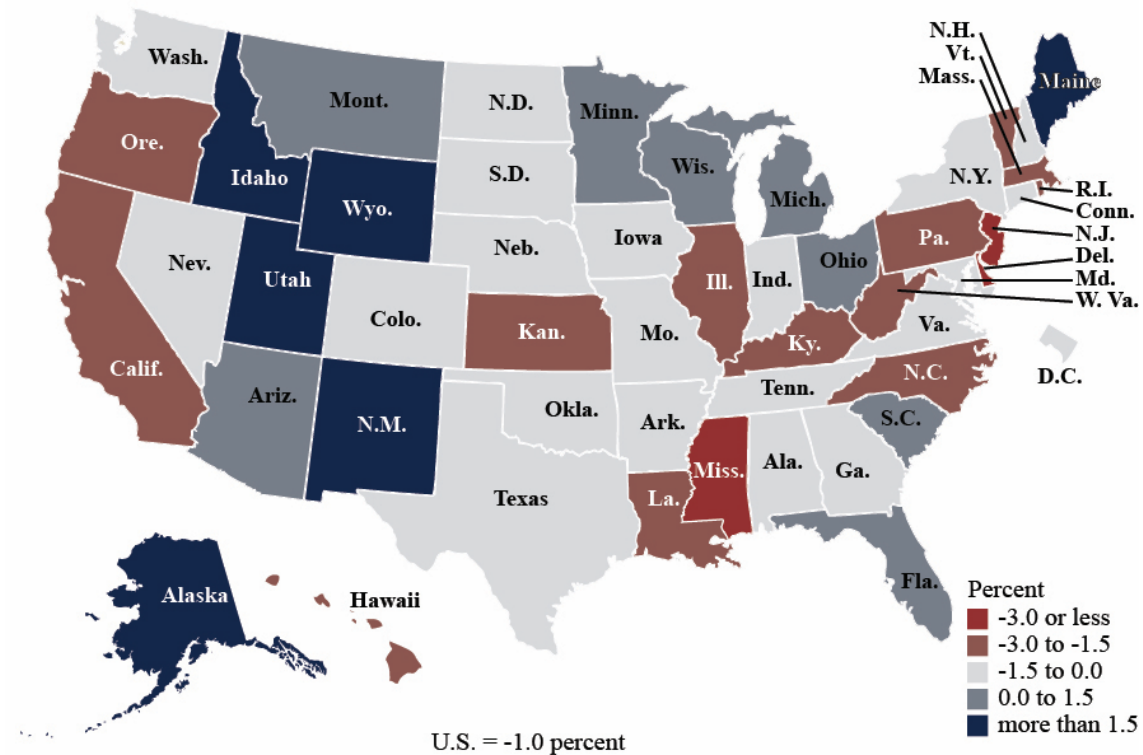 N.H.
Vt.
Mass.
Wash.
Maine
Mont.
N.D.
Minn.
Ore.
Idaho
S.D.
Wis.
Wyo.
Mich.
N.Y.
R.I.
Conn.
N.J.
Del.
Md.
W. Va.
Pa.
Iowa
Neb.
Ohio
Nev.
Utah
Ill.
Ind.
Colo.
Kan.
Mo.
Ky.
Va.
D.C.
Calif.
N.C.
Tenn.
Ariz.
N.M.
Okla.
Ark.
S.C.
Miss.
Ala.
Ga.
Texas
La.
Fla.
Alaska
Hawaii
Percent
-3.0 or less
-3.0 to -1.5
-1.5 to 0.0
0.0 to 1.5
more than 1.5
U.S. = -1.0 percent